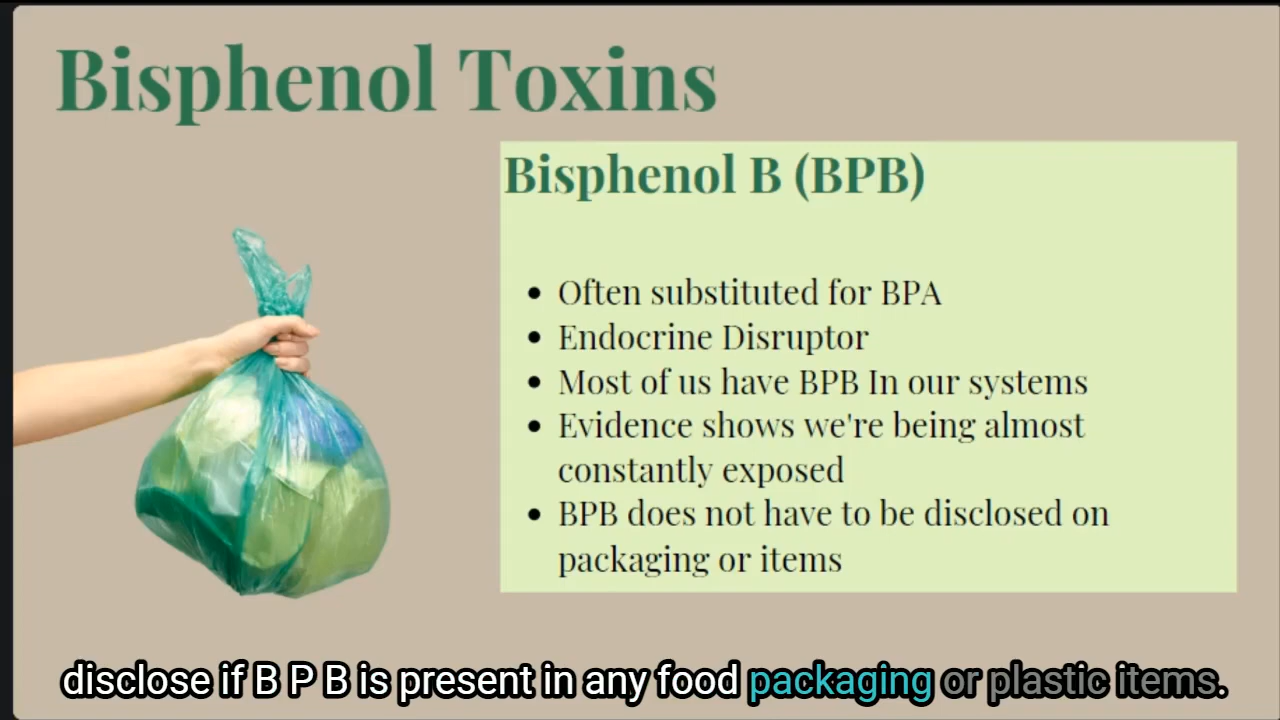 Bisphenol Toxins
Bisphenol B (BPB)
• Often substituted for BPA
• Endocrine Disruptor
• Most of us have BPB In our systems
• Evidence shows we're being almost
constantly exposed
• BPB does not have to be disclosed on
packaging or items
disclose if B P B is present in any food packaging or plastic items.